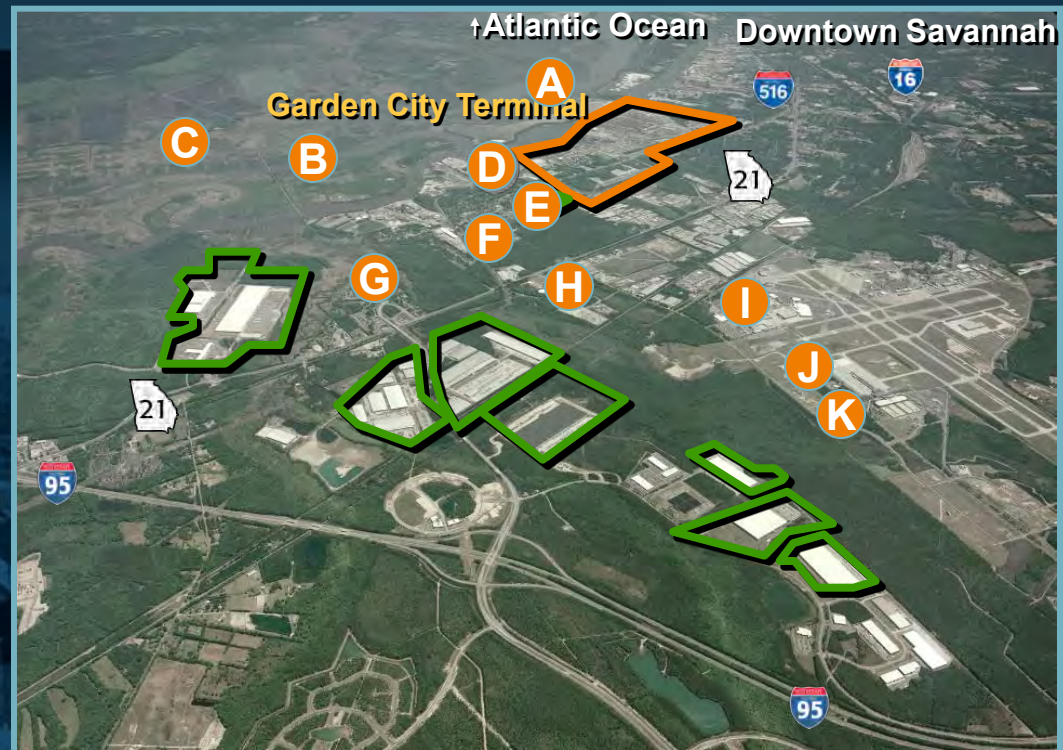 ↑Atlantic Ocean
Downtown Savannah
516
16
A
Garden City Terminal
C
B
D
21
E
F
G
H
I
J
21
K
95
95